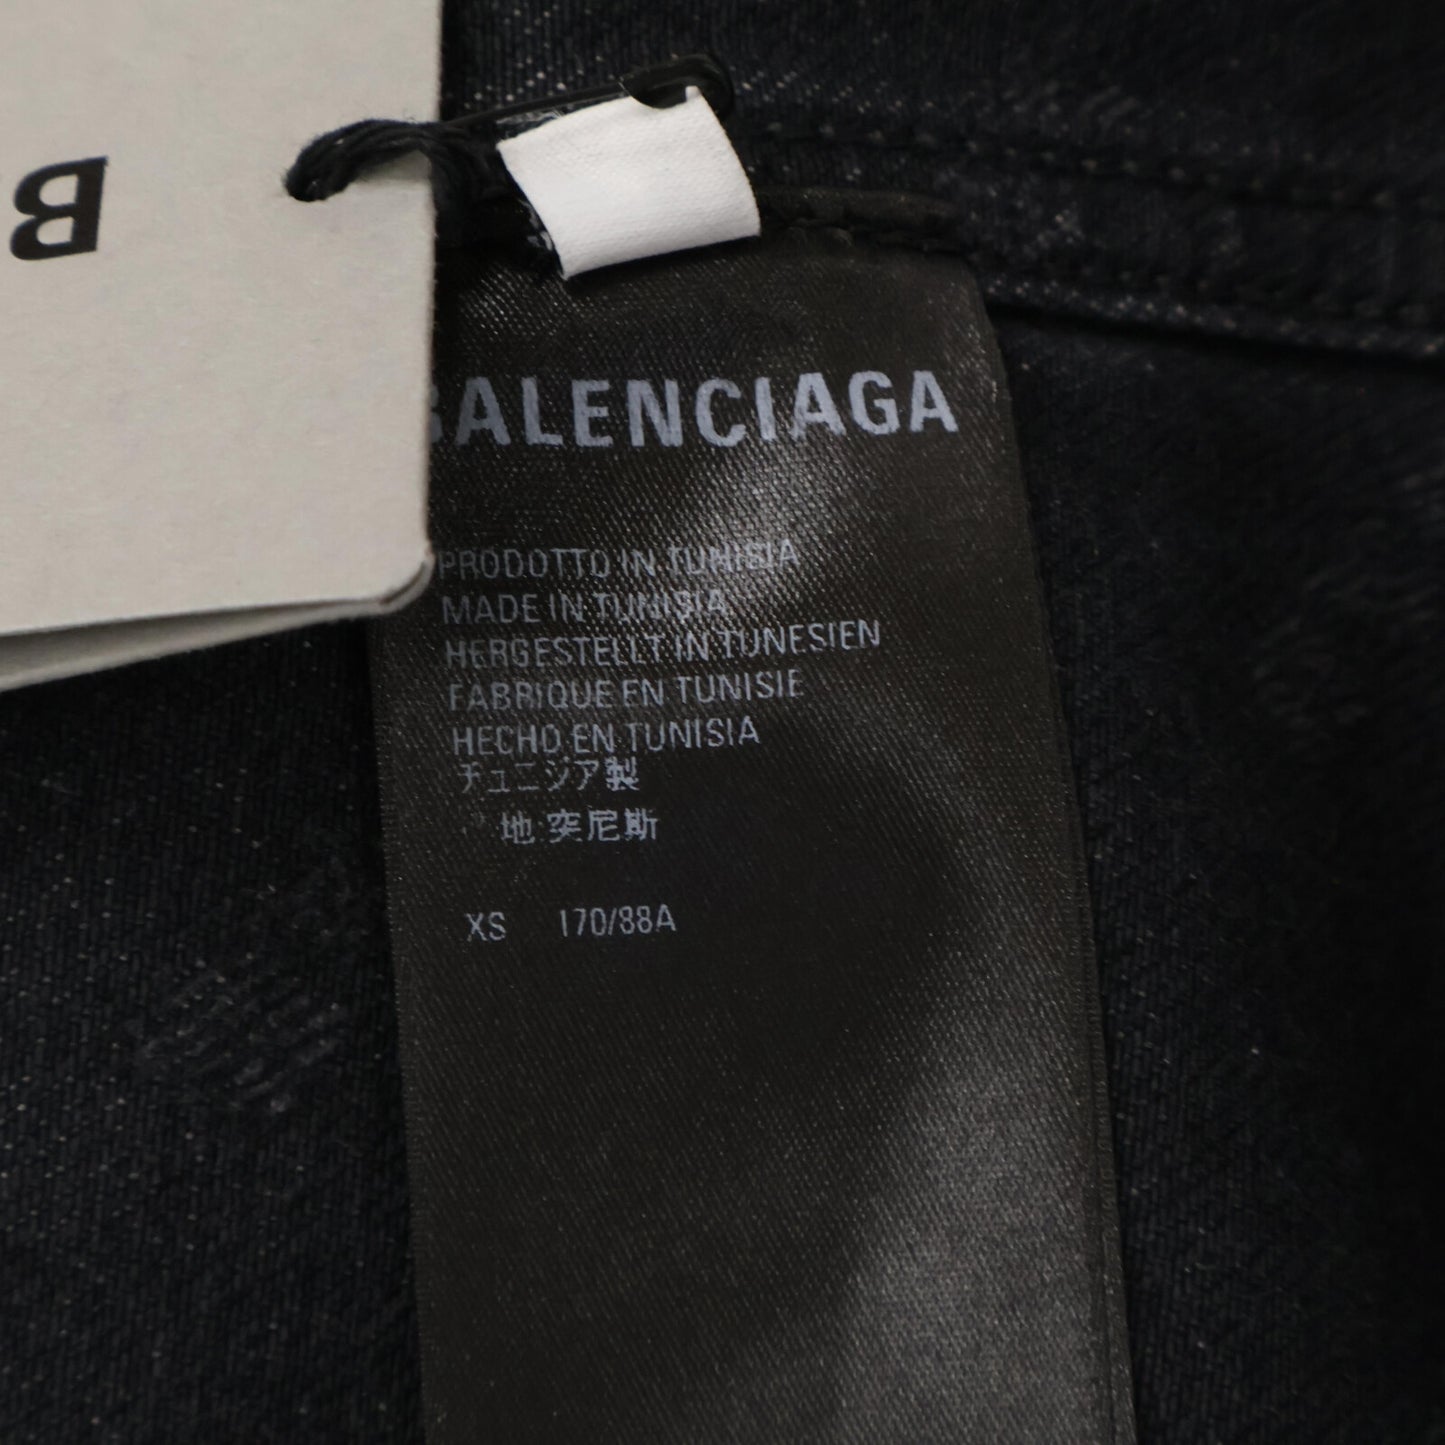 B
BALENCIAGA
PRODOTTO IN TUNISIA
MADE IN TUNISIA
HERGESTELLT IN TUNESIEN
FABRIQUE EN TUNISIE
HECHO EN TUNISIA
チュニジア製
地 突尼斯
XS 170/88A